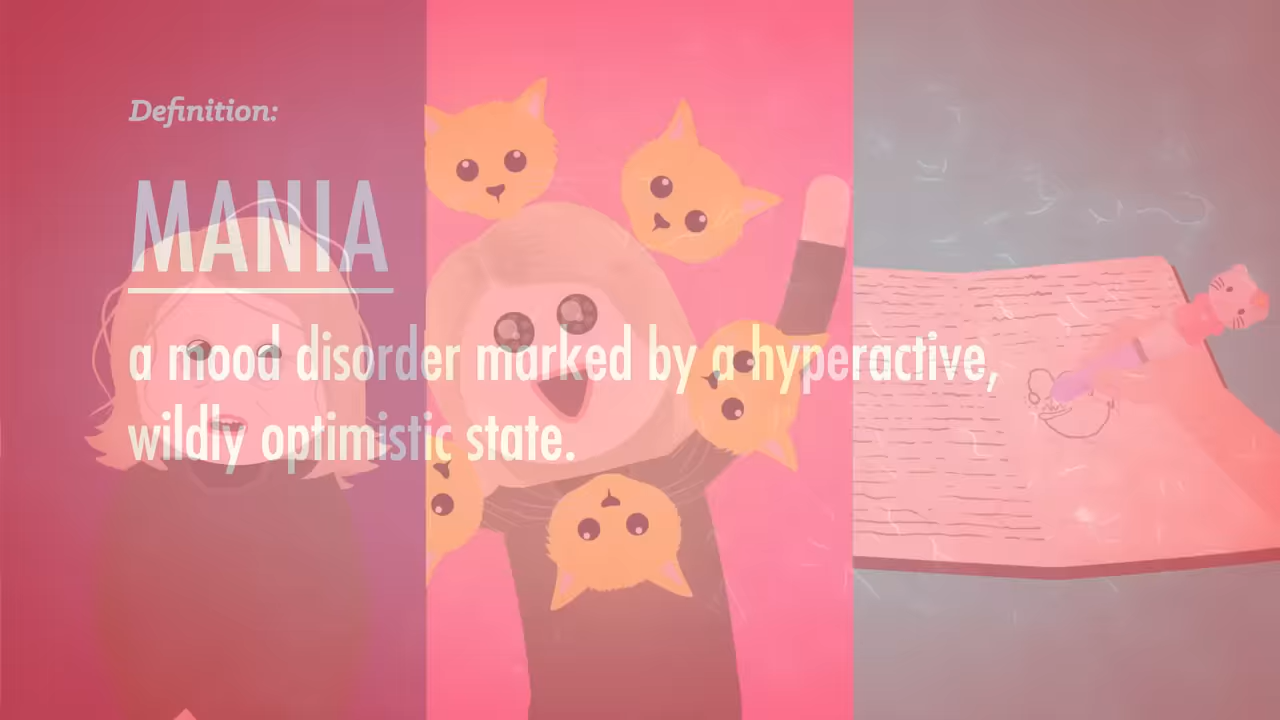 Definition:
MANIA
a mood disorder marked by a hyperactive,
wildly optimistic state.